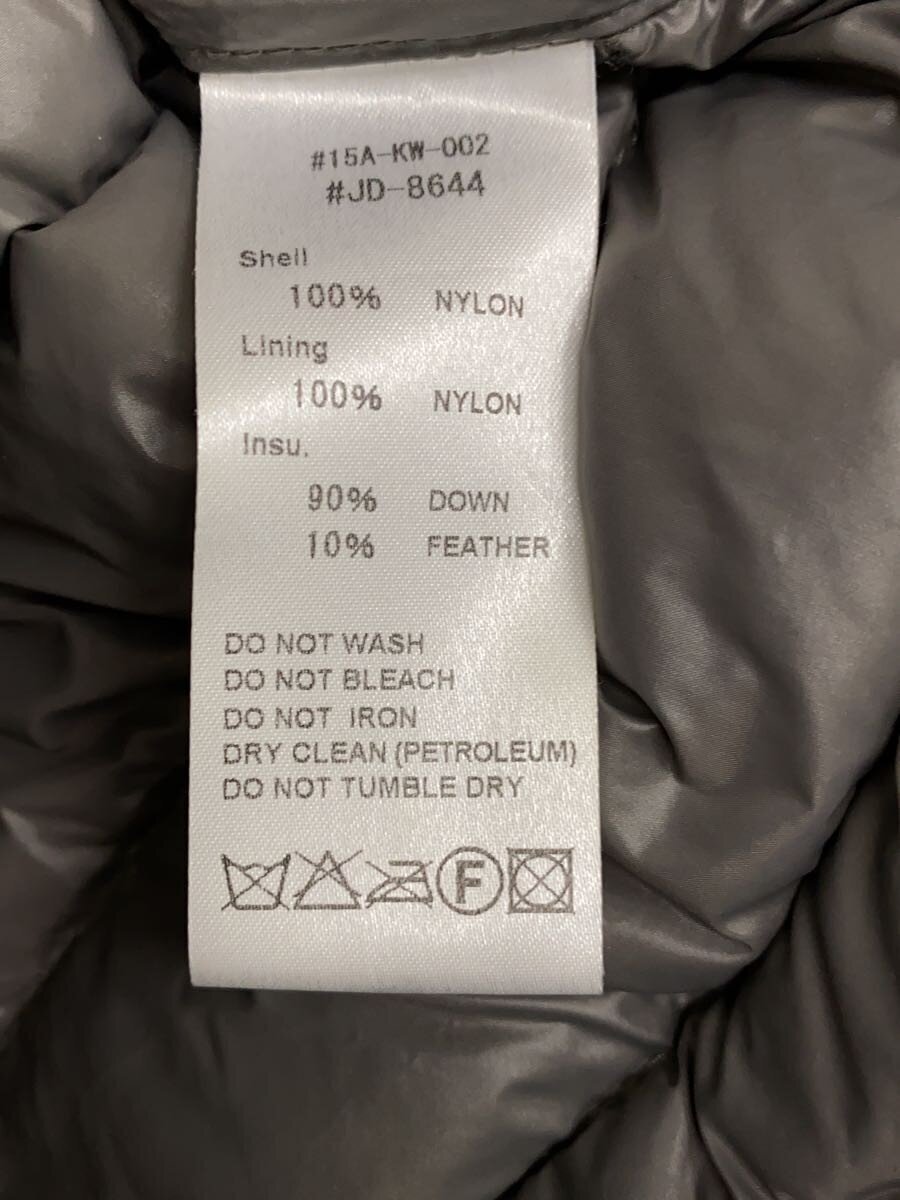 #15A-KW-002
#JD-8644
Shell
100% NYLON
Lining
100% NYLON
Insu.
90% DOWN
10% FEATHER
DO NOT WASH
DO NOT BLEACH
DO NOT IRON
DRY CLEAN (PETROLEUM)
DO NOT TUMBLE DRY
F